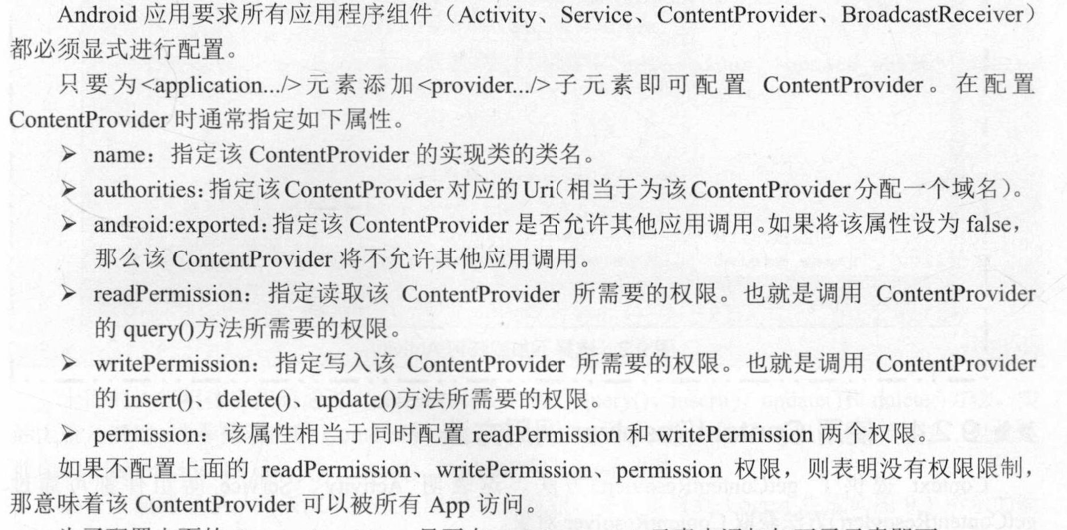 Android 应用要求所有应用程序组件（Activity、Service、ContentProvider、BroadcastReceiver）
都必须显式进行配置。
只要为<application.../>元素添加<provider.../>子元素即可配置 ContentProvider。在配置
ContentProvider 时通常指定如下属性。
➢ name：指定该 ContentProvider 的实现类的类名。
➢ authorities：指定该 ContentProvider 对应的 Uri（相当于为该 ContentProvider 分配一个域名）。
➢ android:exported：指定该 ContentProvider 是否允许其他应用调用。如果将该属性设为 false，
那么该 ContentProvider 将不允许其他应用调用。
➢ readPermission：指定读取该 ContentProvider 所需要的权限。也就是调用 ContentProvider
的 query()方法所需要的权限。
➢ writePermission：指定写入该 ContentProvider 所需要的权限。也就是调用 ContentProvider
的 insert()、delete()、update()方法所需要的权限。
➢ permission：该属性相当于同时配置 readPermission 和 writePermission 两个权限。
如果不配置上面的 readPermission、writePermission、permission 权限，则表明没有权限限制，
那意味着该 ContentProvider 可以被所有 App 访问。